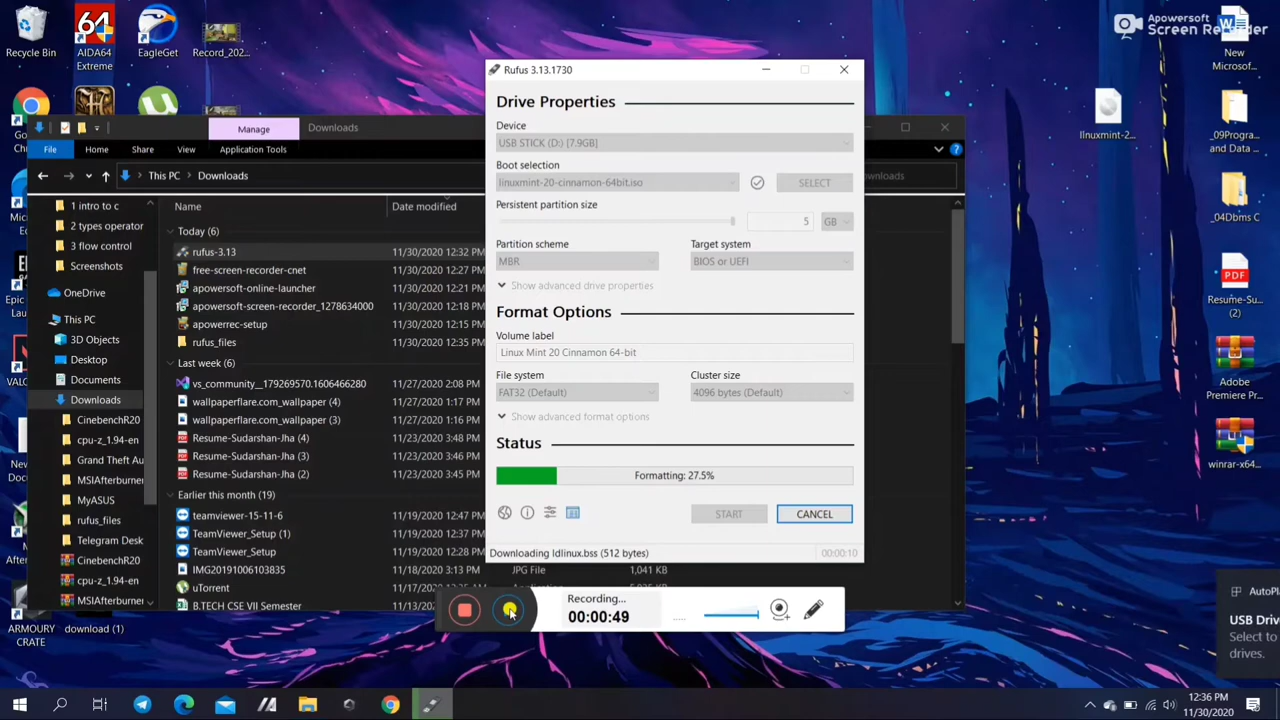 Recycle Bin
AIDA64
Extreme
EagleGet
Record_202...
Apowersoft
Screen Recorder
New
Microsof...
linuxmint-2...
_09Progra...
and Data ...
_04Dbms C
Resume-Su...
(2)
Adobe
Premiere Pr...
winrar-x64...
Rufus 3.13.1730
Drive Properties
Device
USB STICK (D:) [7.9GB]
Boot selection
linuxmint-20-cinnamon-64bit.iso
SELECT
Persistent partition size
5
GB
Partition scheme
Target system
MBR
BIOS or UEFI
Show advanced drive properties
Format Options
Volume label
Linux Mint 20 Cinnamon 64-bit
File system
Cluster size
FAT32 (Default)
4096 bytes (Default)
Show advanced format options
Status
Formatting: 27.5%
START
CANCEL
Downloading ldlinux.bss (512 bytes)
00:00:10
Manage
Downloads
File
Home
Share
View
Application Tools
This PC
Downloads
Name
Date modified
1 intro to c
2 types operator
3 flow control
Screenshots
OneDrive
This PC
3D Objects
Desktop
Documents
Downloads
CinebenchR20
cpu-z_1.94-en
Grand Theft Au
MSIAfterburner
MyASUS
rufus_files
Telegram Desk
CinebenchR20
cpu-z_1.94-en
MSIAfterburner
Today (6)
rufus-3.13 11/30/2020 12:32 PM
free-screen-recorder-cnet 11/30/2020 12:27 PM
apowersoft-online-launcher 11/30/2020 12:21 PM
apowersoft-screen-recorder_1278634000 11/30/2020 12:18 PM
apowerrec-setup 11/30/2020 12:15 PM
rufus_files 11/30/2020 12:35 PM
Last week (6)
vs_community__179269570.1606466280 11/27/2020 2:08 PM
wallpaperflare.com_wallpaper (4) 11/27/2020 1:17 PM
wallpaperflare.com_wallpaper (3) 11/27/2020 1:16 PM
Resume-Sudarshan-Jha (4) 11/23/2020 3:48 PM
Resume-Sudarshan-Jha (3) 11/23/2020 3:46 PM
Resume-Sudarshan-Jha (2) 11/23/2020 3:45 PM
Earlier this month (19)
teamviewer-15-11-6 11/19/2020 12:47 PM
TeamViewer_Setup (1) 11/19/2020 12:37 PM
TeamViewer_Setup 11/19/2020 12:28 PM
IMG20191006103835 11/18/2020 3:13 PM JPG File 1,041 KB
uTorrent
B.TECH CSE VII Semester
Recording...
00:00:49
ARMOURY
CRATE
download (1)
AutoPla
USB Driv
Select to
drives.
12:36 PM
11/30/2020